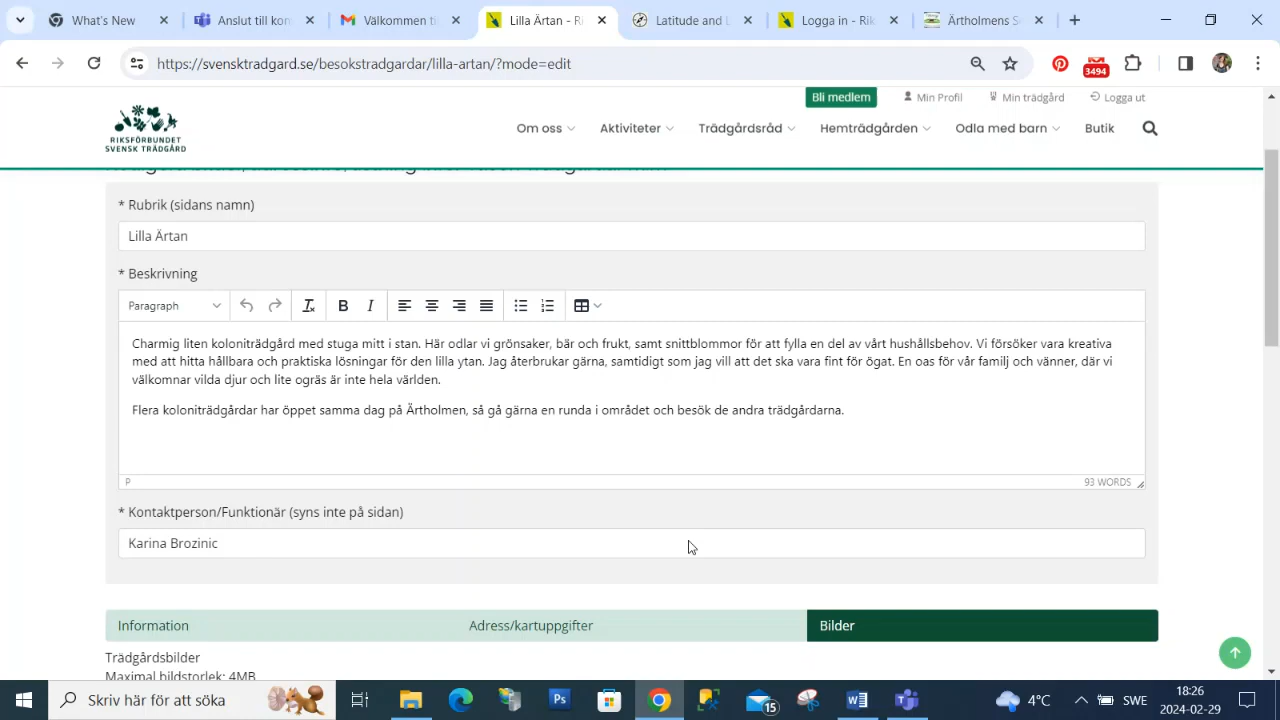 What's New
Anslut till kon
Välkommen ti
Lilla Ärtan - R
Latitude and L
Logga in - Rik
Ärtholmens S
https://svensktradgard.se/besokstradgardar/lilla-artan/?mode=edit
3494
Bli medlem
Min Profil
Min trädgård
Logga ut
RIKSFÖRBUNDET
SVENSK TRÄDGÅRD
Om oss
Aktiviteter
Trädgårdsråd
Hemträdgården
Odla med barn
Butik
* Rubrik (sidans namn)
Lilla Ärtan
* Beskrivning
Paragraph
B I
Charmig liten koloniträdgård med stuga mitt i stan. Här odlar vi grönsaker, bär och frukt, samt snittblommor för att fylla en del av vårt hushållsbehov. Vi försöker vara kreativa
med att hitta hållbara och praktiska lösningar för den lilla ytan. Jag återbrukar gärna, samtidigt som jag vill att det ska vara fint för ögat. En oas för vår familj och vänner, där vi
välkomnar vilda djur och lite ogräs är inte hela världen.
Flera koloniträdgårdar har öppet samma dag på Ärtholmen, så gå gärna en runda i området och besök de andra trädgårdarna.
P
93 WORDS
* Kontaktperson/Funktionär (syns inte på sidan)
Karina Brozinic
Information
Adress/kartuppgifter
Bilder
Trädgårdsbilder
Maximal bildstorlek: 4MB
Skriv här för att söka
15
4°C
SWE
18:26
2024-02-29